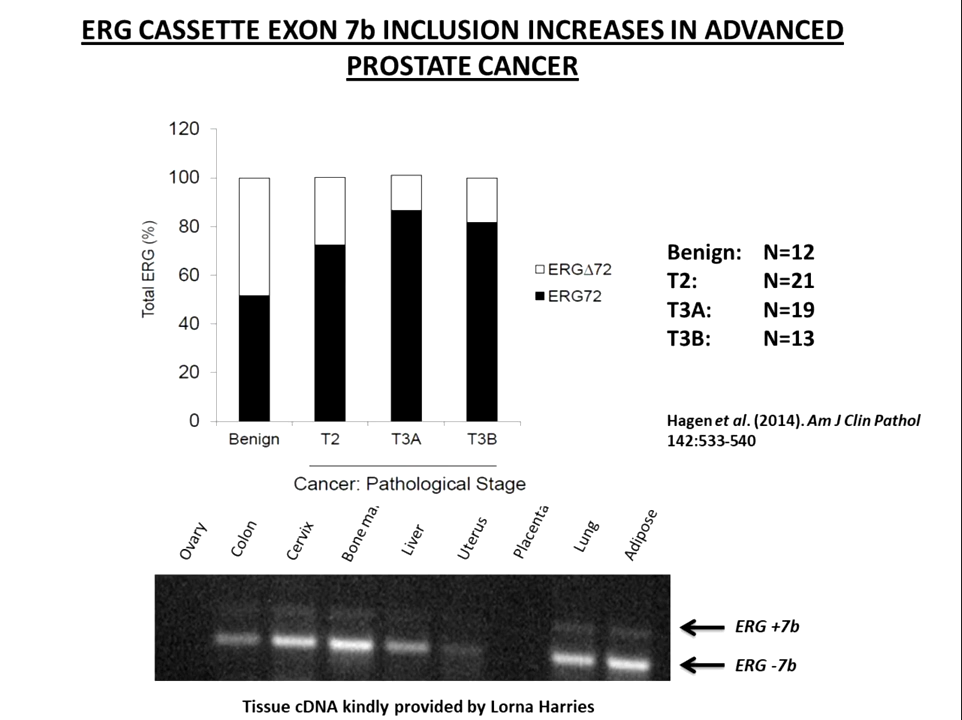 ERG CASSETTE EXON 7b INCLUSION INCREASES IN ADVANCED
PROSTATE CANCER
120
100
80
60
40
20
0
Total ERG (%)
Benign
T2
T3A
T3B
Cancer: Pathological Stage
ERGΔ72
ERG72
Benign: N=12
T2: N=21
T3A: N=19
T3B: N=13
Hagen et al. (2014). Am J Clin Pathol
142:533-540
Ovary
Colon
Cervix
Bone ma.
Liver
Uterus
Placenta
Lung
Adipose
ERG +7b
ERG -7b
Tissue cDNA kindly provided by Lorna Harries